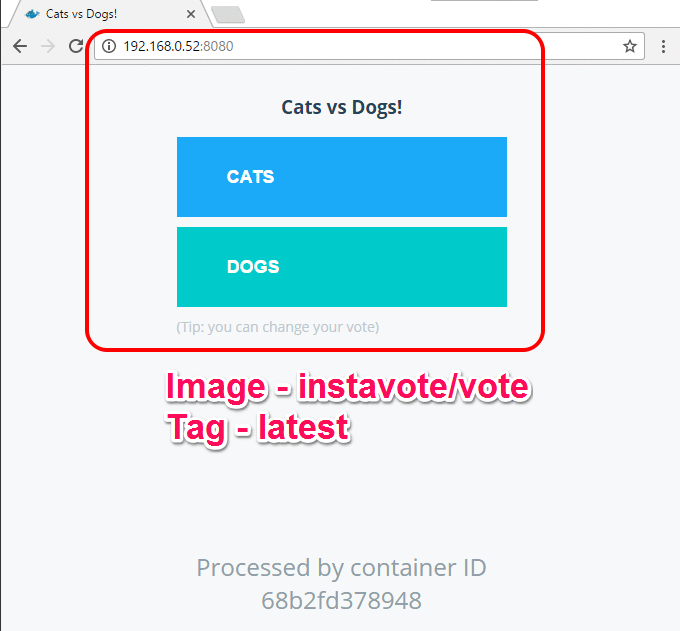 Cats vs Dogs!
192.168.0.52:8080
Cats vs Dogs!
CATS
DOGS
(Tip: you can change your vote)
Image - instavote/vote
Tag - latest
Processed by container ID
68b2fd378948